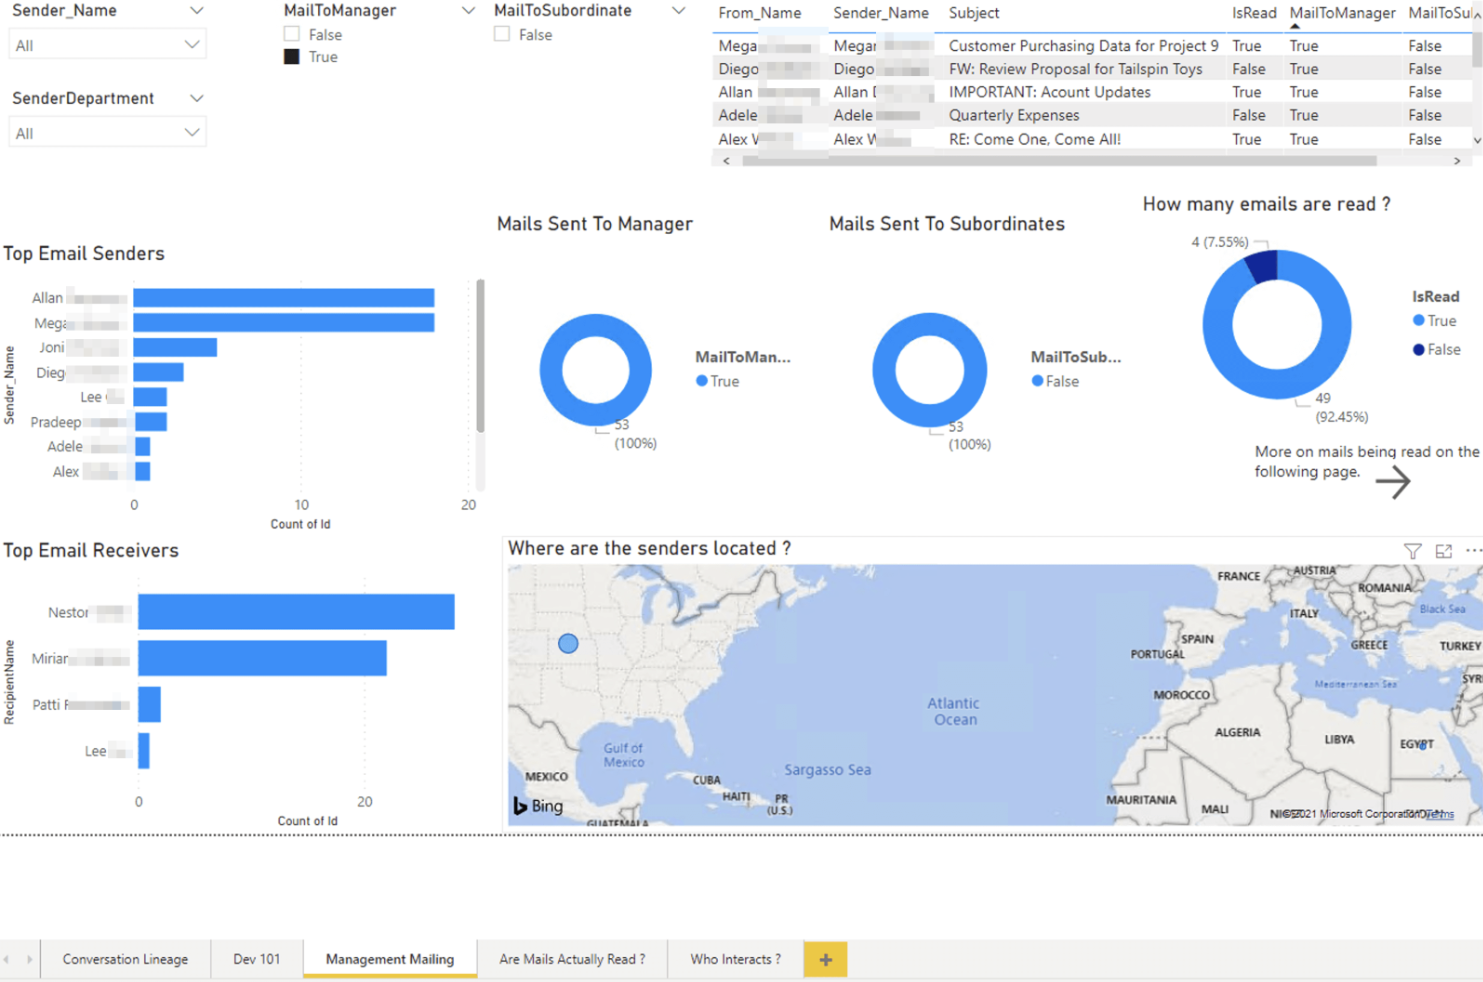 Sender_Name
All
SenderDepartment
All
MailToManager
False
True
MailToSubordinate
False
From_Name Sender_Name Subject IsRead MailToManager MailToSu
Mega Megan Customer Purchasing Data for Project 9 True True False
Diego Diego FW: Review Proposal for Tailspin Toys False True False
Allan Allan IMPORTANT: Acount Updates True True False
Adele Adele Quarterly Expenses False True False
Alex Alex RE: Come One, Come All! True True False
Top Email Senders
Sender_Name
Allan
Mega
Joni
Dieg
Lee
Pradeep
Adele
Alex
0 10 20
Count of Id
Mails Sent To Manager
MailToMan...
True
53
(100%)
Mails Sent To Subordinates
MailToSub...
False
53
(100%)
How many emails are read ?
4 (7.55%)
IsRead
True
False
49
(92.45%)
More on mails being read on the
following page.
Top Email Receivers
RecipientName
Nestor
Miriam
Patti
Lee
0 20
Count of Id
Where are the senders located ?
FRANCE
AUSTRIA
ROMANIA
ITALY
Black Sea
SPAIN
GREECE
TURKEY
PORTUGAL
Mediterranean Sea
SYR
MOROCCO
Atlantic
Ocean
ALGERIA
LIBYA
EGYPT
Gulf of
Mexico
Sargasso Sea
MEXICO
CUBA
HAITI
PR
(U.S.)
MAURITANIA
MALI
Bing
GUATEMALA
©2021 Microsoft Corporation Terms
Conversation Lineage Dev 101 Management Mailing Are Mails Actually Read ? Who Interacts ? +